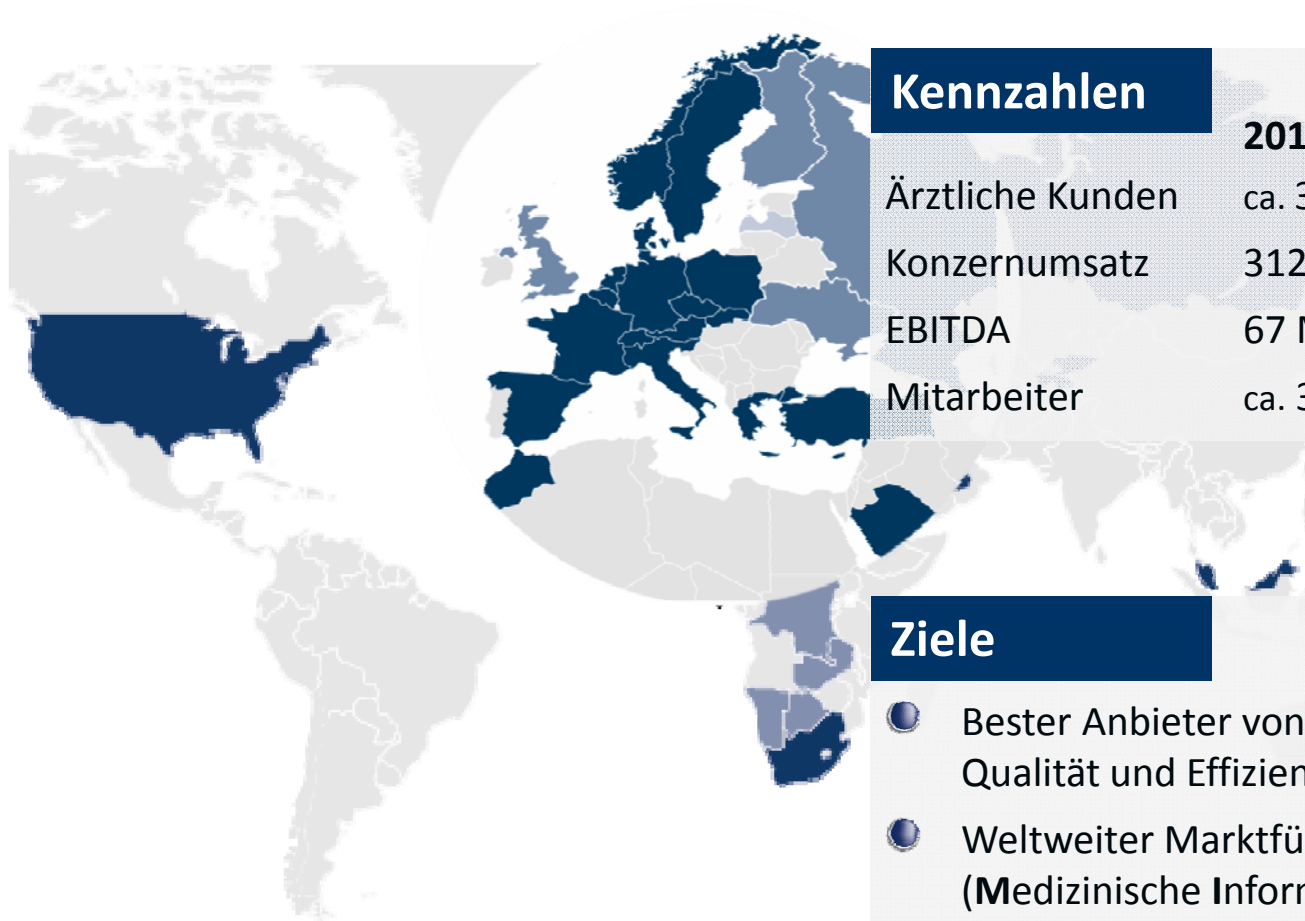 Kennzahlen
201
Ärztliche Kunden ca. 3
Konzernumsatz 312
EBITDA 67
Mitarbeiter ca. 3
Ziele
Bester Anbieter von
Qualität und Effizien
Weltweiter Marktfü
(Medizinische Infor